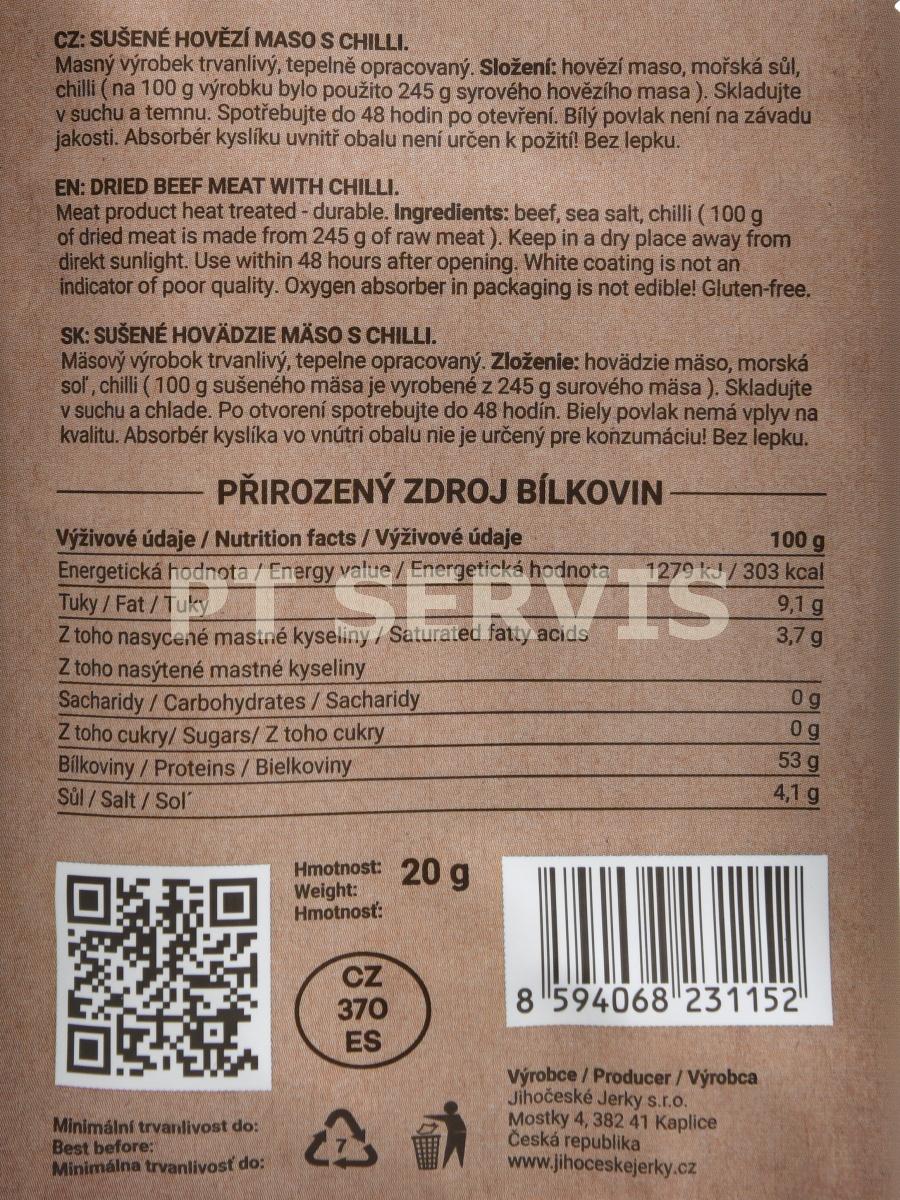 CZ: SUŠENÉ HOVĚZÍ MASO S CHILLI.
Masný výrobek trvanlivý, tepelně opracovaný. Složení: hovězí maso, mořská sůl,
chilli ( na 100 g výrobku bylo použito 245 g syrového hovězího masa ). Skladujte
v suchu a temnu. Spotřebujte do 48 hodin po otevření. Bílý povlak není na závadu
jakosti. Absorbér kyslíku uvnitř obalu není určen k požití! Bez lepku.
EN: DRIED BEEF MEAT WITH CHILLI.
Meat product heat treated - durable. Ingredients: beef, sea salt, chilli ( 100 g
of dried meat is made from 245 g of raw meat ). Keep in a dry place away from
direkt sunlight. Use within 48 hours after opening. White coating is not an
indicator of poor quality. Oxygen absorber in packaging is not edible! Gluten-free.
SK: SUŠENÉ HOVÄDZIE MÄSO S CHILLI.
Mäsový výrobok trvanlivý, tepelne opracovaný. Zloženie: hovädzie mäso, morská
soľ, chilli ( 100 g sušeného mäsa je vyrobené z 245 g surového mäsa ). Skladujte
v suchu a chlade. Po otvorení spotrebujte do 48 hodín. Biely povlak nemá vplyv na
kvalitu. Absorbér kyslíka vo vnútri obalu nie je určený pre konzumáciu! Bez lepku.
PŘIROZENÝ ZDROJ BÍLKOVIN
Výživové údaje / Nutrition facts / Výživové údaje 100 g
Energetická hodnota / Energy value / Energetická hodnota 1279 kJ / 303 kcal
PT SERVIS
Tuky / Fat / Tuky 9,1 g
Z toho nasycené mastné kyseliny / Saturated fatty acids 3,7 g
Z toho nasýtené mastné kyseliny
Sacharidy / Carbohydrates / Sacharidy 0 g
Z toho cukry/ Sugars/ Z toho cukry 0 g
Bílkoviny / Proteins / Bielkoviny 53 g
Sůl / Salt / Sol´ 4,1 g
Hmotnost: 20 g
Weight:
Hmotnosť:
CZ
370
ES
8 594068 231152
Minimální trvanlivost do:
Best before:
Minimálna trvanlivosť do:
7
Výrobce / Producer / Výrobca
Jihočeské Jerky s.r.o.
Mostky 4, 382 41 Kaplice
Česká republika
www.jihoceskejerky.cz